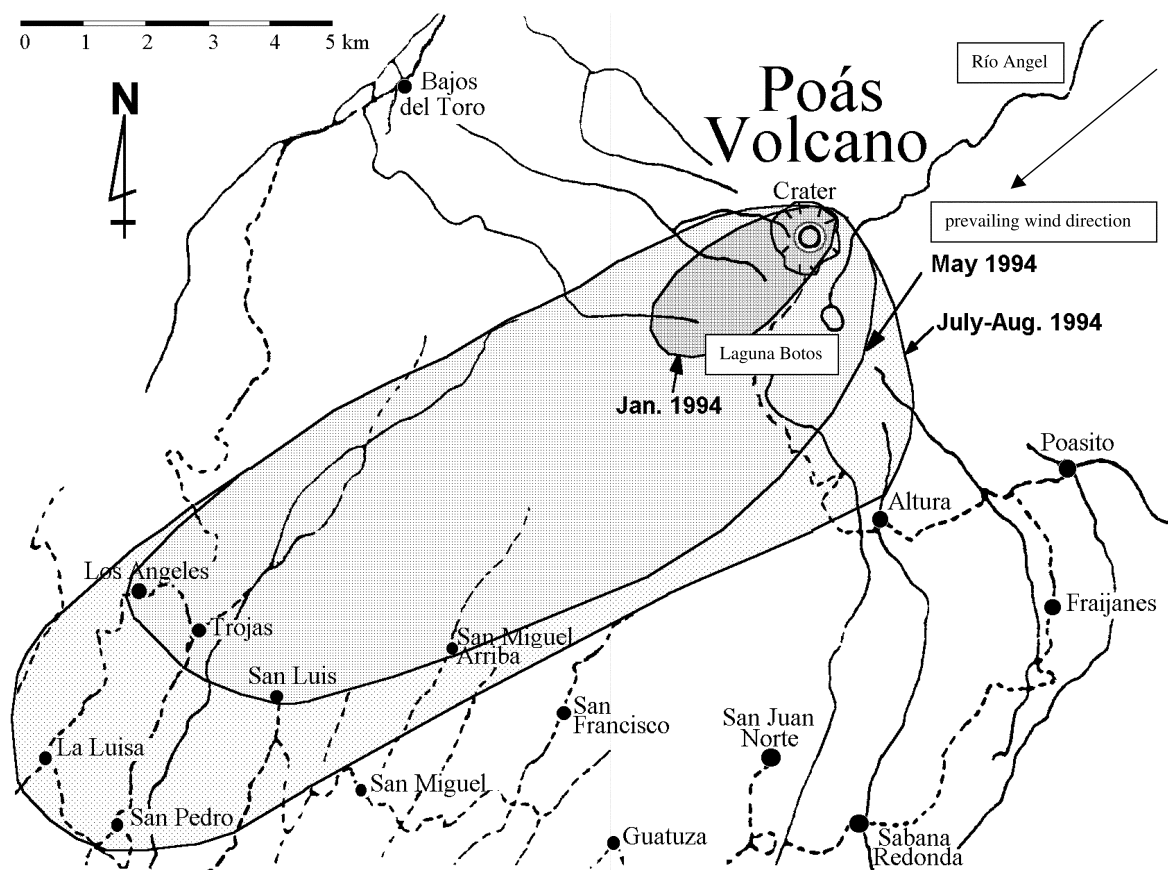 0 1 2 3 4 5 km
N
Bajos
del Toro
Río Angel
Poás
Volcano
Crater
prevailing wind direction
May 1994
July-Aug. 1994
Laguna Botos
Jan. 1994
Poasito
Altura
Los Angeles
Fraijanes
Trojas
San Miguel
Arriba
San Luis
San
Francisco
San Juan
Norte
La Luisa
San Miguel
San Pedro
Guatuza
Sabana
Redonda